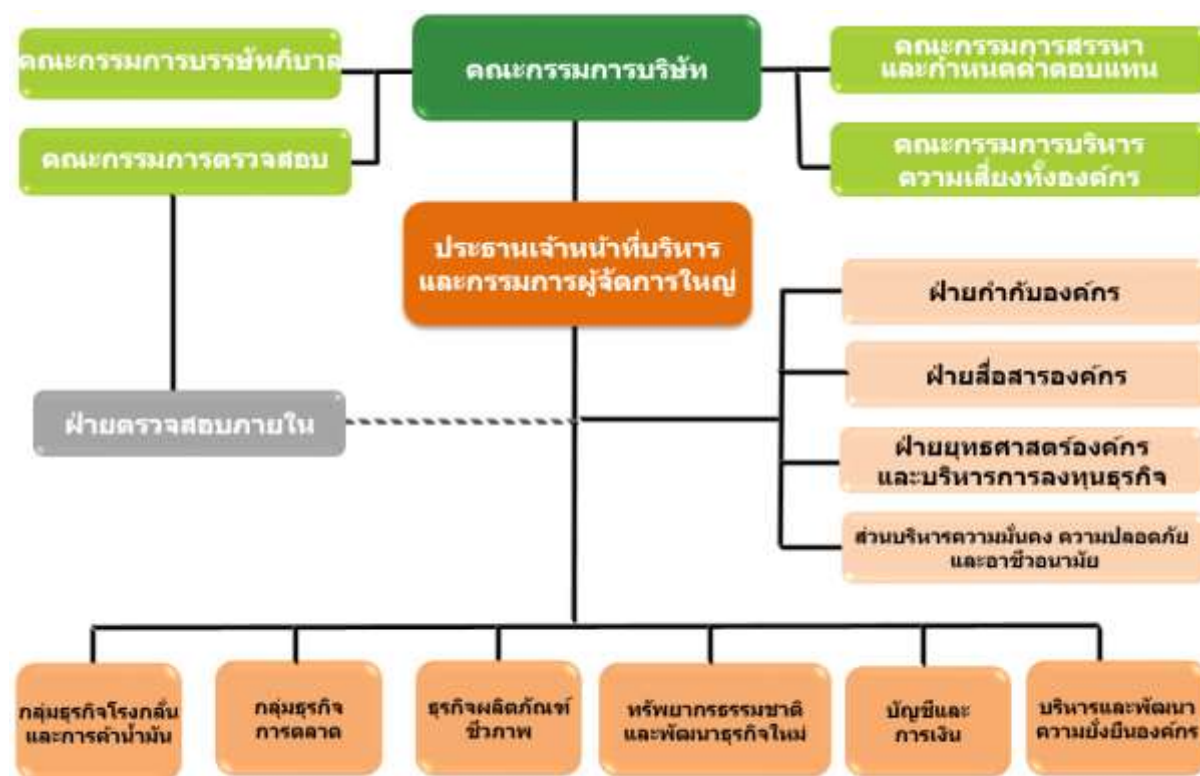 คณะกรรมการบรรษัทภิบาล
คณะกรรมการบริษัท
คณะกรรมการสรรหา
และกำหนดค่าตอบแทน
คณะกรรมการตรวจสอบ
คณะกรรมการบริหาร
ความเสี่ยงทั้งองค์กร
ประธานเจ้าหน้าที่บริหาร
และกรรมการผู้จัดการใหญ่
ฝ่ายกำกับองค์กร
ฝ่ายสื่อสารองค์กร
ฝ่ายตรวจสอบภายใน
ฝ่ายยุทธศาสตร์องค์กร
และบริหารการลงทุนธุรกิจ
ส่วนบริหารความมั่นคง ความปลอดภัย
และอาชีวอนามัย
กลุ่มธุรกิจโรงกลั่น
และการค้าน้ำมัน
กลุ่มธุรกิจ
การตลาด
ธุรกิจผลิตภัณฑ์
ชีวภาพ
ทรัพยากรธรรมชาติ
และพัฒนาธุรกิจใหม่
บัญชีและ
การเงิน
บริหารและพัฒนา
ความยั่งยืนองค์กร